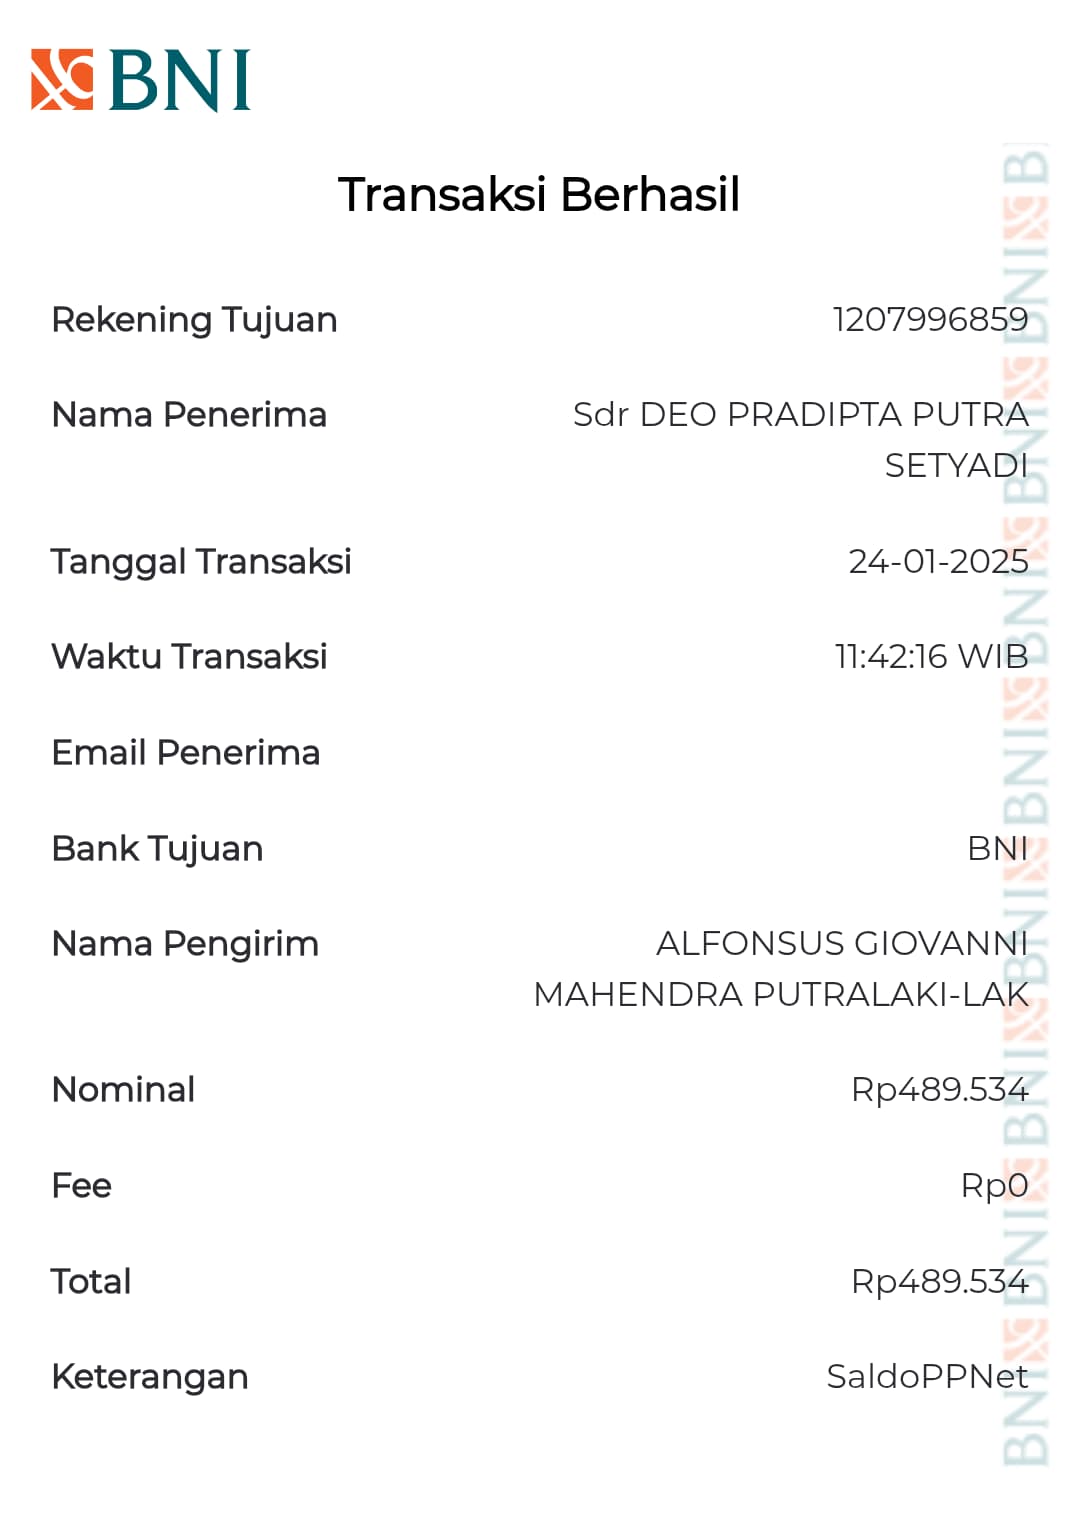 BNI
Transaksi Berhasil
Rekening Tujuan 1207996859
Nama Penerima Sdr DEO PRADIPTA PUTRA
SETYADI
Tanggal Transaksi 24-01-2025
Waktu Transaksi 11:42:16 WIB
Email Penerima
Bank Tujuan BNI
Nama Pengirim ALFONSUS GIOVANNI
MAHENDRA PUTRALAKI-LAK
Nominal Rp489.534
Fee Rp0
Total Rp489.534
Keterangan SaldoPPNet
BNI BNI BNI BNI BNI BNI BNI BNI B